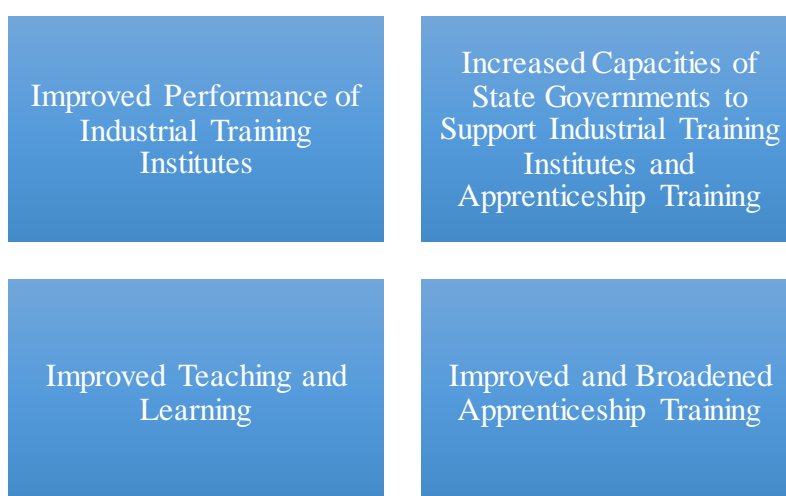 Improved Performance of
Industrial Training
Institutes
Increased Capacities of
State Governments to
Support Industrial Training
Institutes and
Apprenticeship Training
Improved Teaching and
Learning
Improved and Broadened
Apprenticeship Training